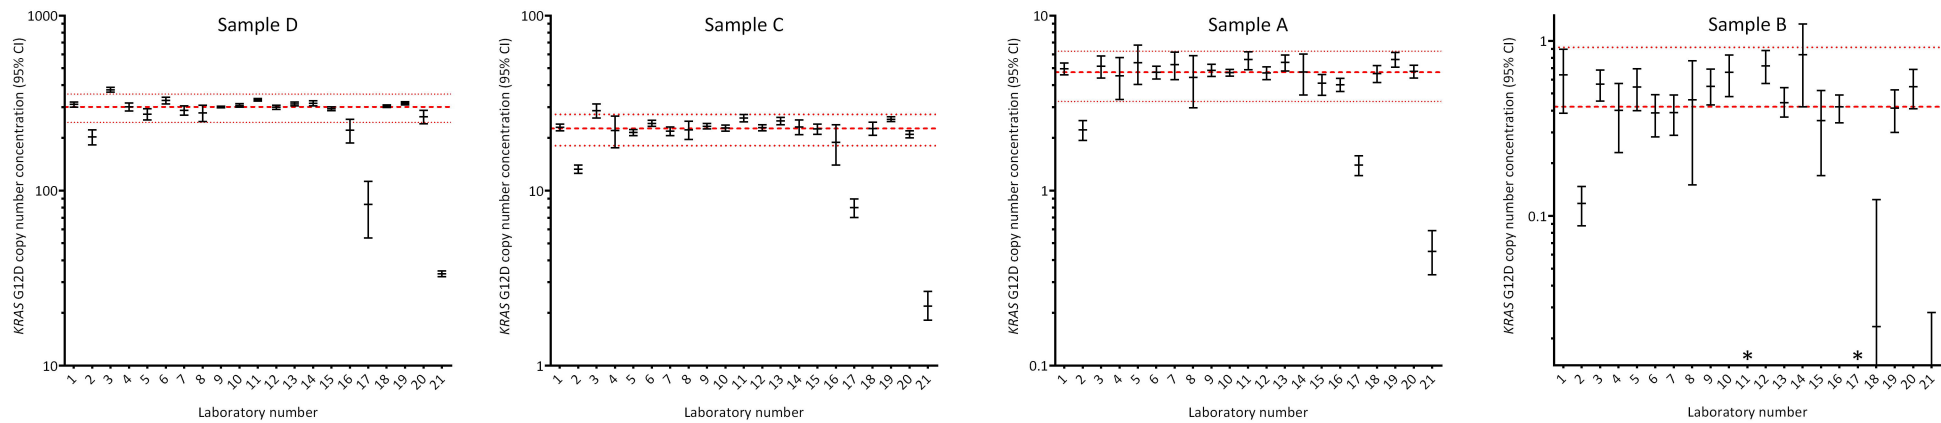 Sample D
KRAS G12D copy number concentration (95% CI)
1000
100
10
1 2 3 4 5 6 7 8 9 10 11 12 13 14 15 16 17 18 19 20 21
Laboratory number
Sample C
KRAS G12D copy number concentration (95% CI)
100
10
1
1 2 3 4 5 6 7 8 9 10 11 12 13 14 15 16 17 18 19 20 21
Laboratory number
Sample A
KRAS G12D copy number concentration (95% CI)
10
1
0.1
1 2 3 4 5 6 7 8 9 10 11 12 13 14 15 16 17 18 19 20 21
Laboratory number
Sample B
KRAS G12D copy number concentration (95% CI)
1
0.1
* *
1 2 3 4 5 6 7 8 9 10 11 12 13 14 15 16 17 18 19 20 21
Laboratory number